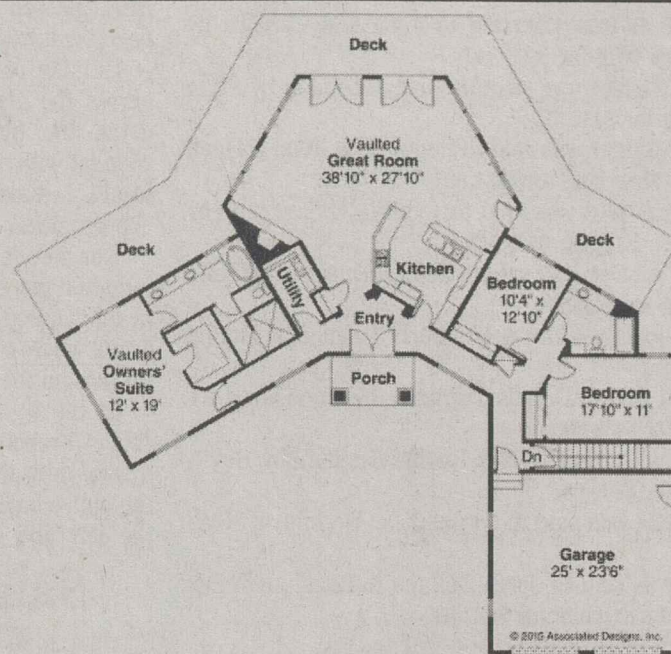 Deck
Vaulted
Great Room
38'10" x 27'10"
Deck
Deck
Utility
Kitchen
Bedroom
10'4" x
12'10"
Entry
Vaulted
Owners'
Suite
12' x 19'
Porch
Bedroom
17'10" x 11'
Dn
Garage
25' x 23'6"
© 2015 Associated Designs, Inc.